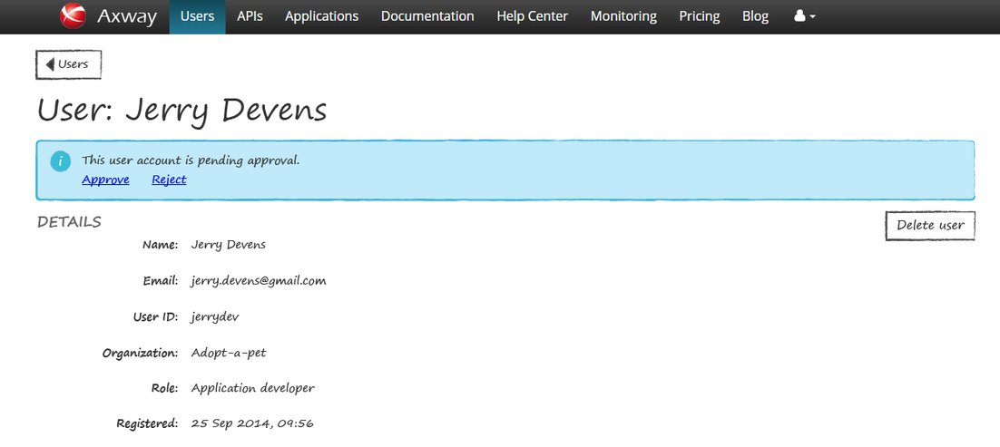 Axway Users APIs Applications Documentation Help Center Monitoring Pricing Blog
Users
User: Jerry Devens
This user account is pending approval.
Approve Reject
DETAILS
Delete user
Name: Jerry Devens
Email: jerry.devens@gmail.com
User ID: jerrydev
Organization: Adopt-a-pet
Role: Application developer
Registered: 25 Sep 2014, 09:56